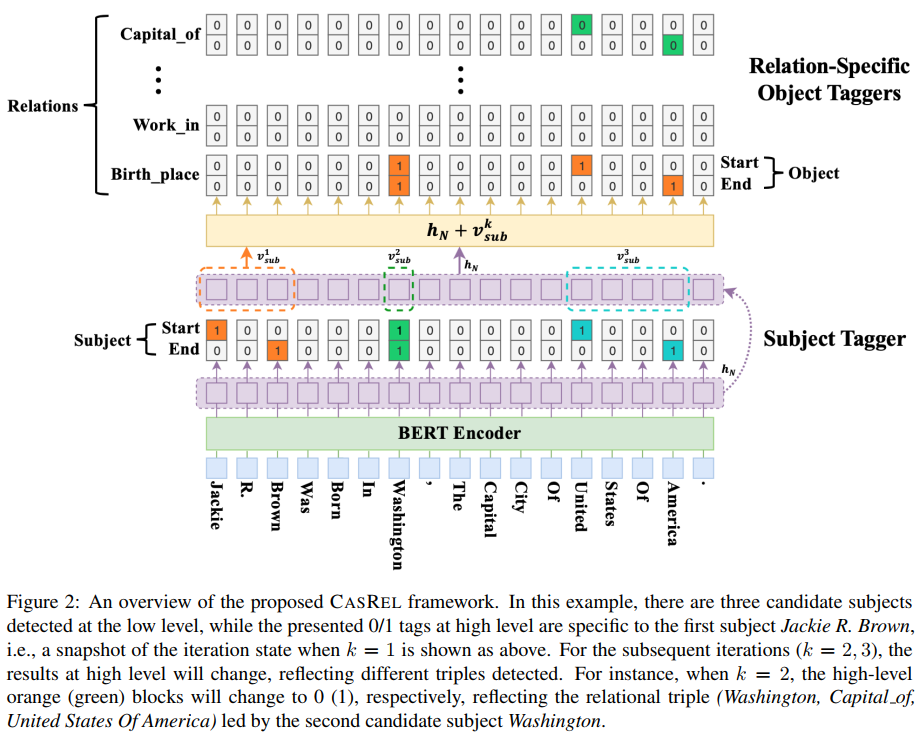 Capital_of 0 0 0 0 0 0 0 0 0 0 0 0 0 0 0 0 0
0 0 0 0 0 0 0 0 0 0 0 0 0 0 0 0 0
Relation-Specific
Object Taggers
Relations
Work_in 0 0 0 0 0 0 0 0 0 0 0 0 0 0 0 0 0
0 0 0 0 0 0 0 0 0 0 0 0 0 0 0 0 0
Birth_place 0 0 0 0 0 0 1 0 0 0 0 0 1 0 0 0 0 Start
0 0 0 0 0 0 1 0 0 0 0 0 0 0 0 1 0 End
Object
h_N + v^k_sub
v^1_sub v^2_sub h_N v^3_sub
Subject
Start 1 0 0 0 0 0 1 0 0 0 0 0 1 0 0 0 0
End 0 0 1 0 0 0 1 0 0 0 0 0 0 0 0 1 0
Subject Tagger
h_N
BERT Encoder
Jackie R. Brown Was Born In Washington , The Capital City Of United States Of America .
Figure 2: An overview of the proposed CASREL framework. In this example, there are three candidate subjects
detected at the low level, while the presented 0/1 tags at high level are specific to the first subject Jackie R. Brown,
i.e., a snapshot of the iteration state when k = 1 is shown as above. For the subsequent iterations (k = 2, 3), the
results at high level will change, reflecting different triples detected. For instance, when k = 2, the high-level
orange (green) blocks will change to 0 (1), respectively, reflecting the relational triple (Washington, Capital_of,
United States Of America) led by the second candidate subject Washington.